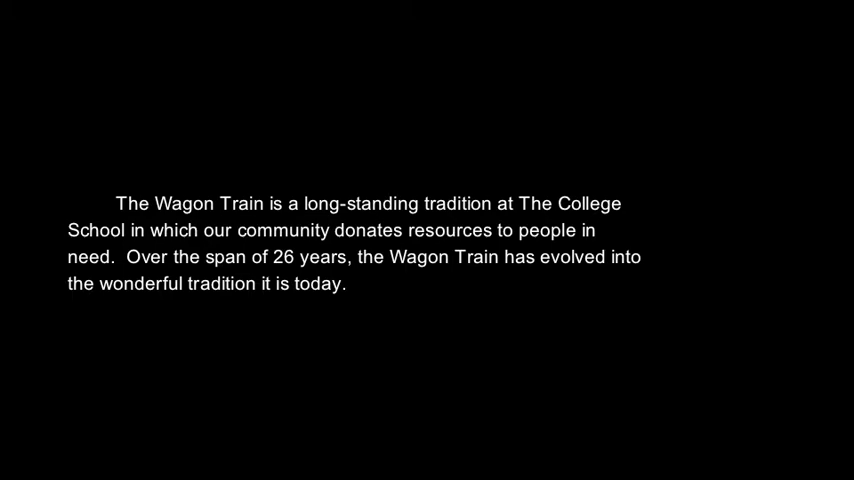 The Wagon Train is a long-standing tradition at The College
School in which our community donates resources to people in
need.  Over the span of 26 years, the Wagon Train has evolved into
the wonderful tradition it is today.